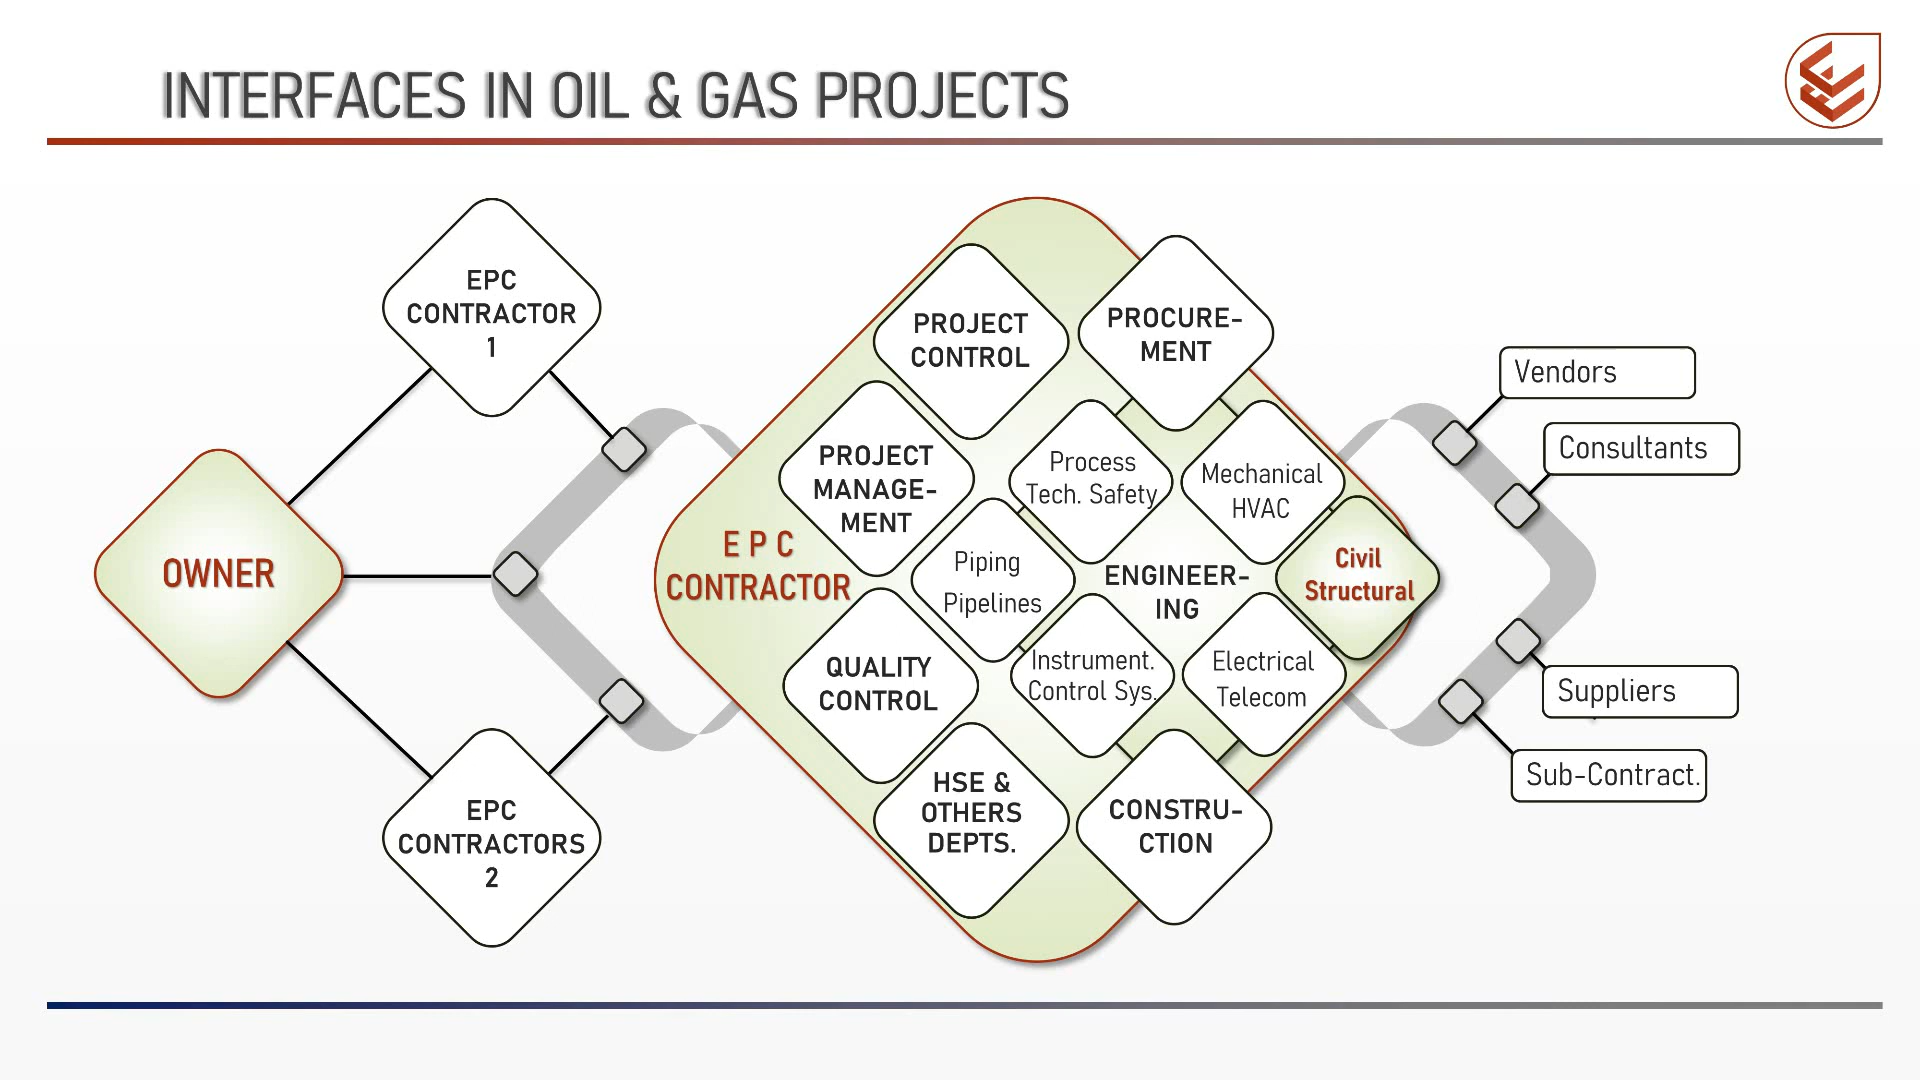 INTERFACES IN OIL & GAS PROJECTS
EPC
CONTRACTOR
1
OWNER
EPC
CONTRACTORS
2
E P C
CONTRACTOR
PROJECT
CONTROL
PROCURE-
MENT
PROJECT
MANAGE-
MENT
Process
Tech. Safety
Mechanical
HVAC
Piping
Pipelines
ENGINEER-
ING
Civil
Structural
QUALITY
CONTROL
Instrument.
Control Sys.
Electrical
Telecom
HSE &
OTHERS
DEPTS.
CONSTRU-
CTION
Vendors
Consultants
Suppliers
Sub-Contract.